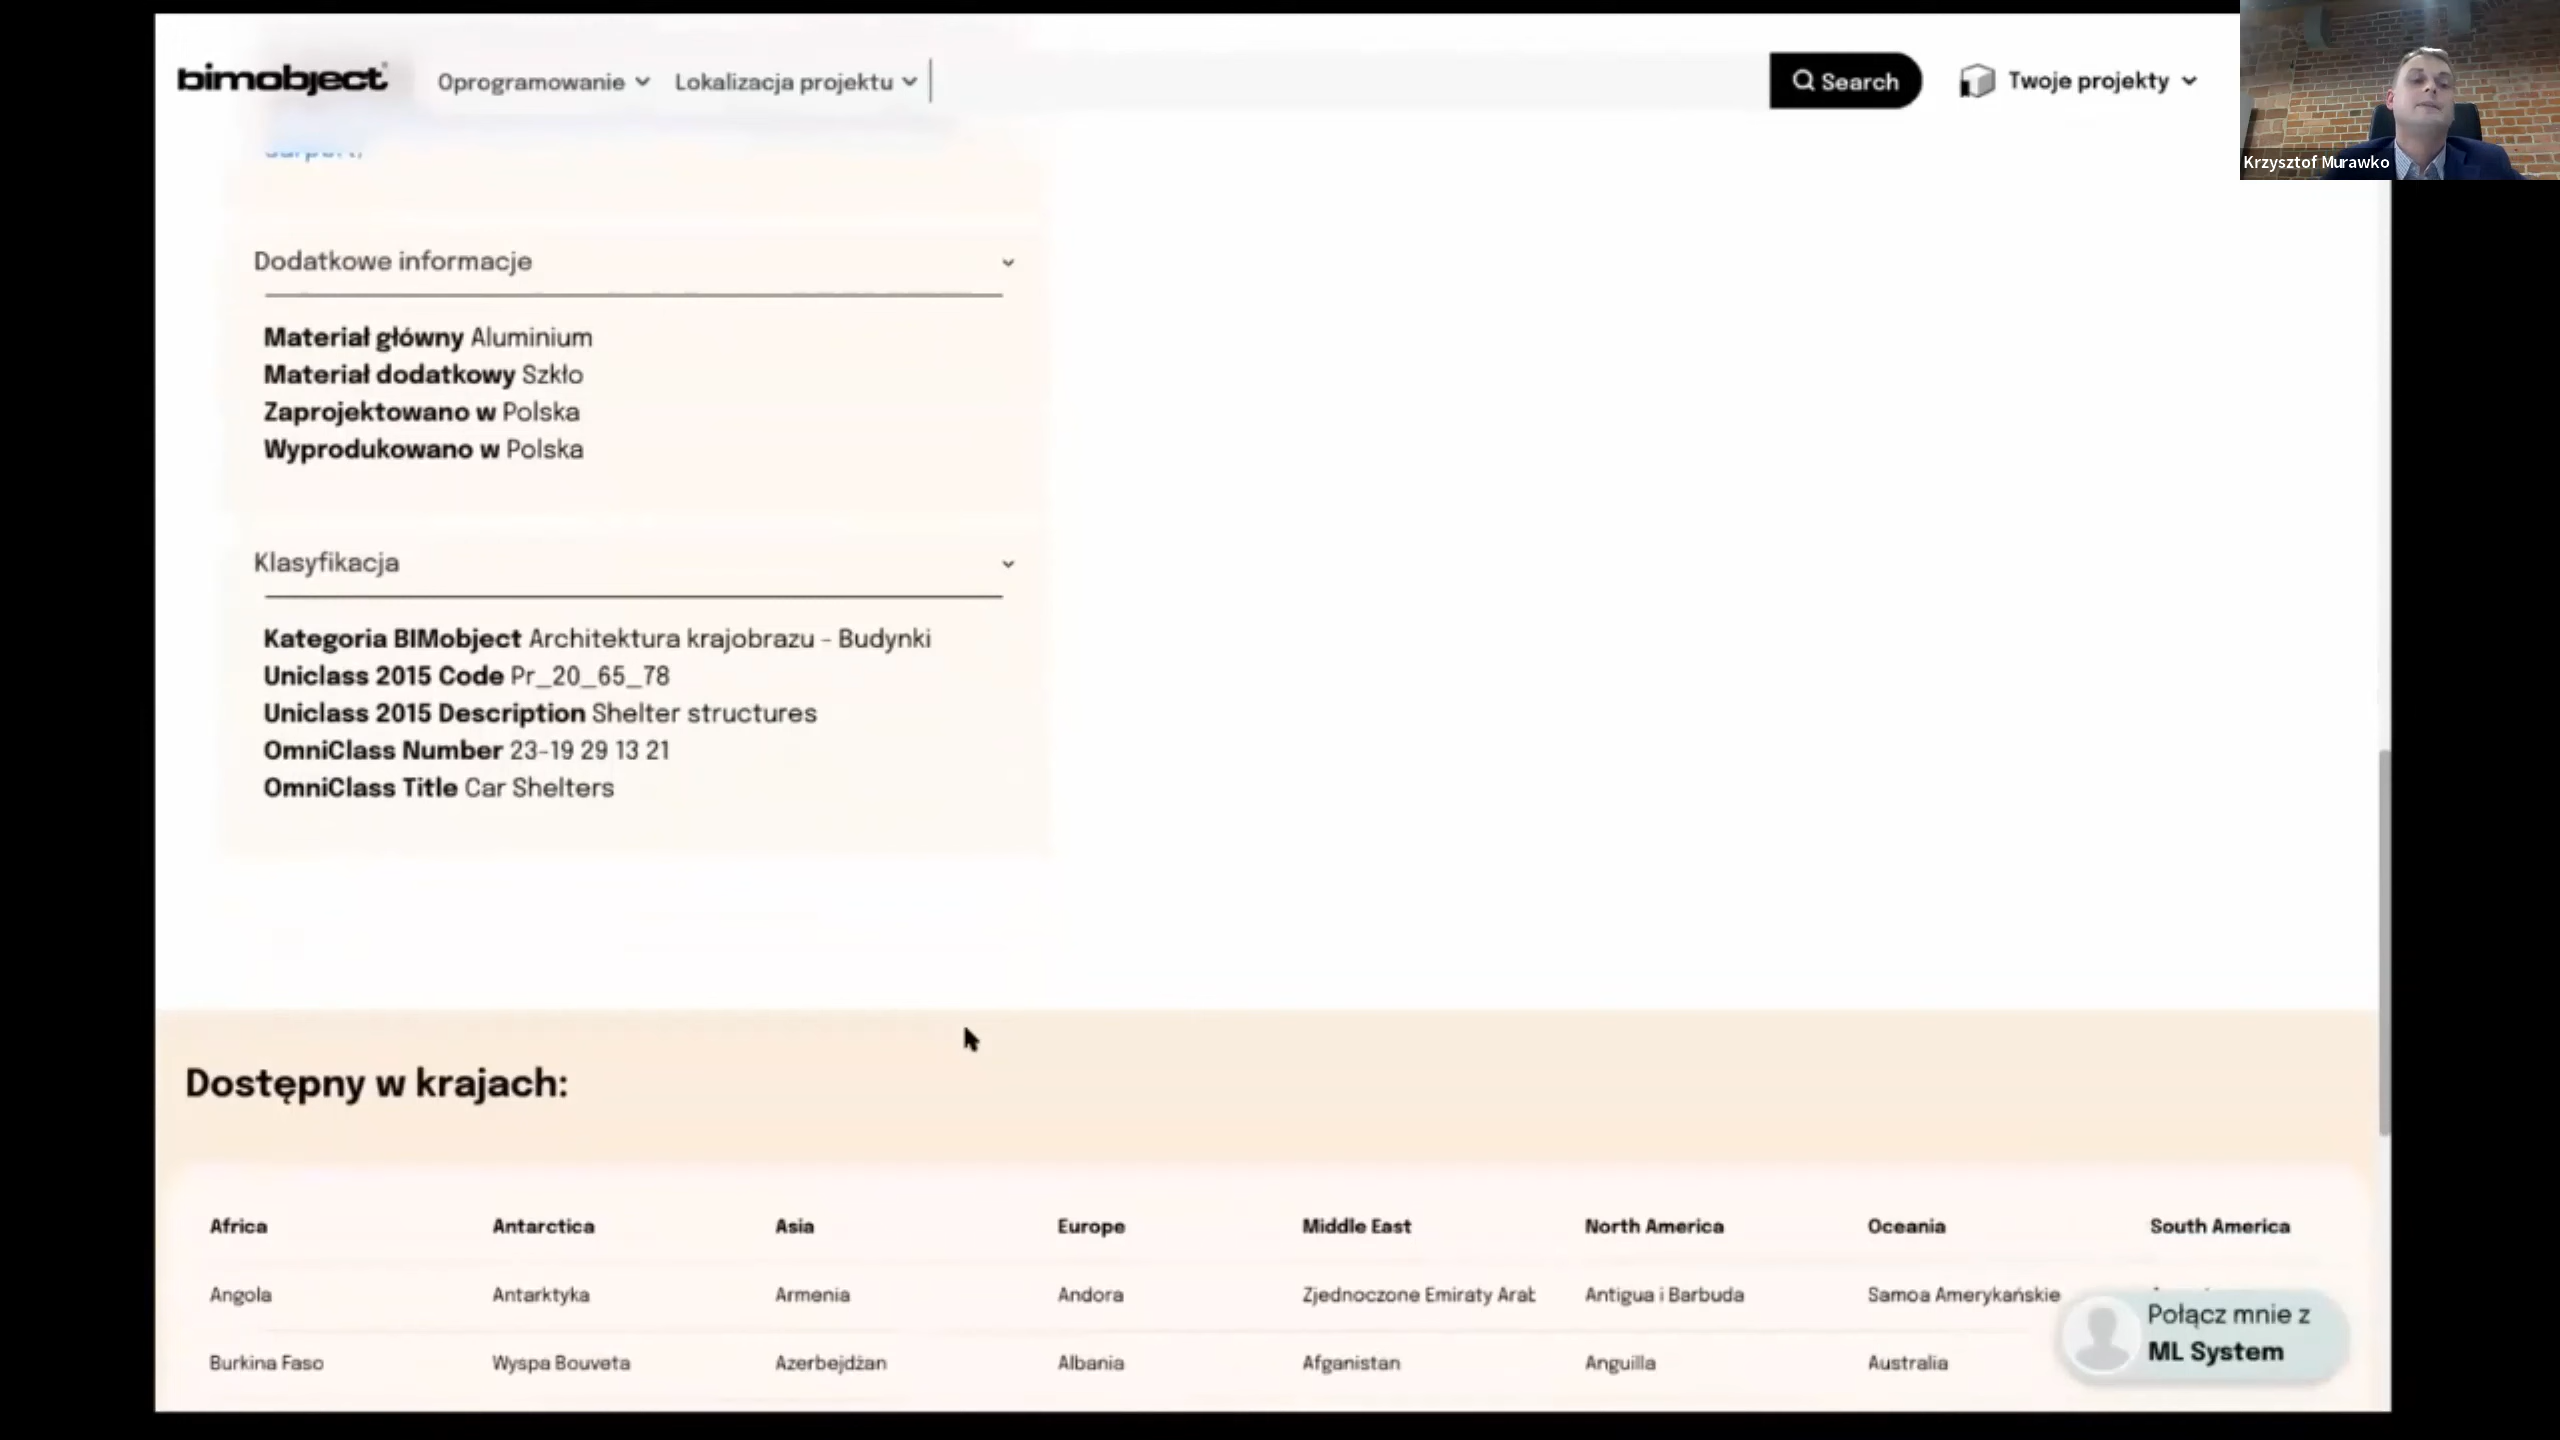 bimobject
Oprogramowanie
Lokalizacja projektu
Search
Twoje projekty
Krzysztof Murawko
Dodatkowe informacje
Materiał główny Aluminium
Materiał dodatkowy Szkło
Zaprojektowano w Polska
Wyprodukowano w Polska
Klasyfikacja
Kategoria BIMobject Architektura krajobrazu - Budynki
Uniclass 2015 Code Pr_20_65_78
Uniclass 2015 Description Shelter structures
OmniClass Number 23-19 29 13 21
OmniClass Title Car Shelters
Dostępny w krajach:
Africa Antarctica Asia Europe Middle East North America Oceania South America
Angola Antarktyka Armenia Andora Zjednoczone Emiraty Arab Antigua i Barbuda Samoa Amerykańskie
Burkina Faso Wyspa Bouveta Azerbejdżan Albania Afganistan Anguilla Australia
Połącz mnie z
ML System